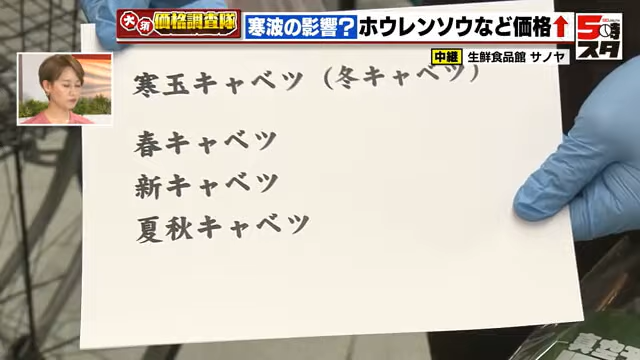 大須 価格調査隊 寒波の影響？ ホウレンソウなど価格↑ 5時スタ
中継 生鮮食品館 サノヤ
寒玉キャベツ（冬キャベツ）
春キャベツ
新キャベツ
夏秋キャベツ